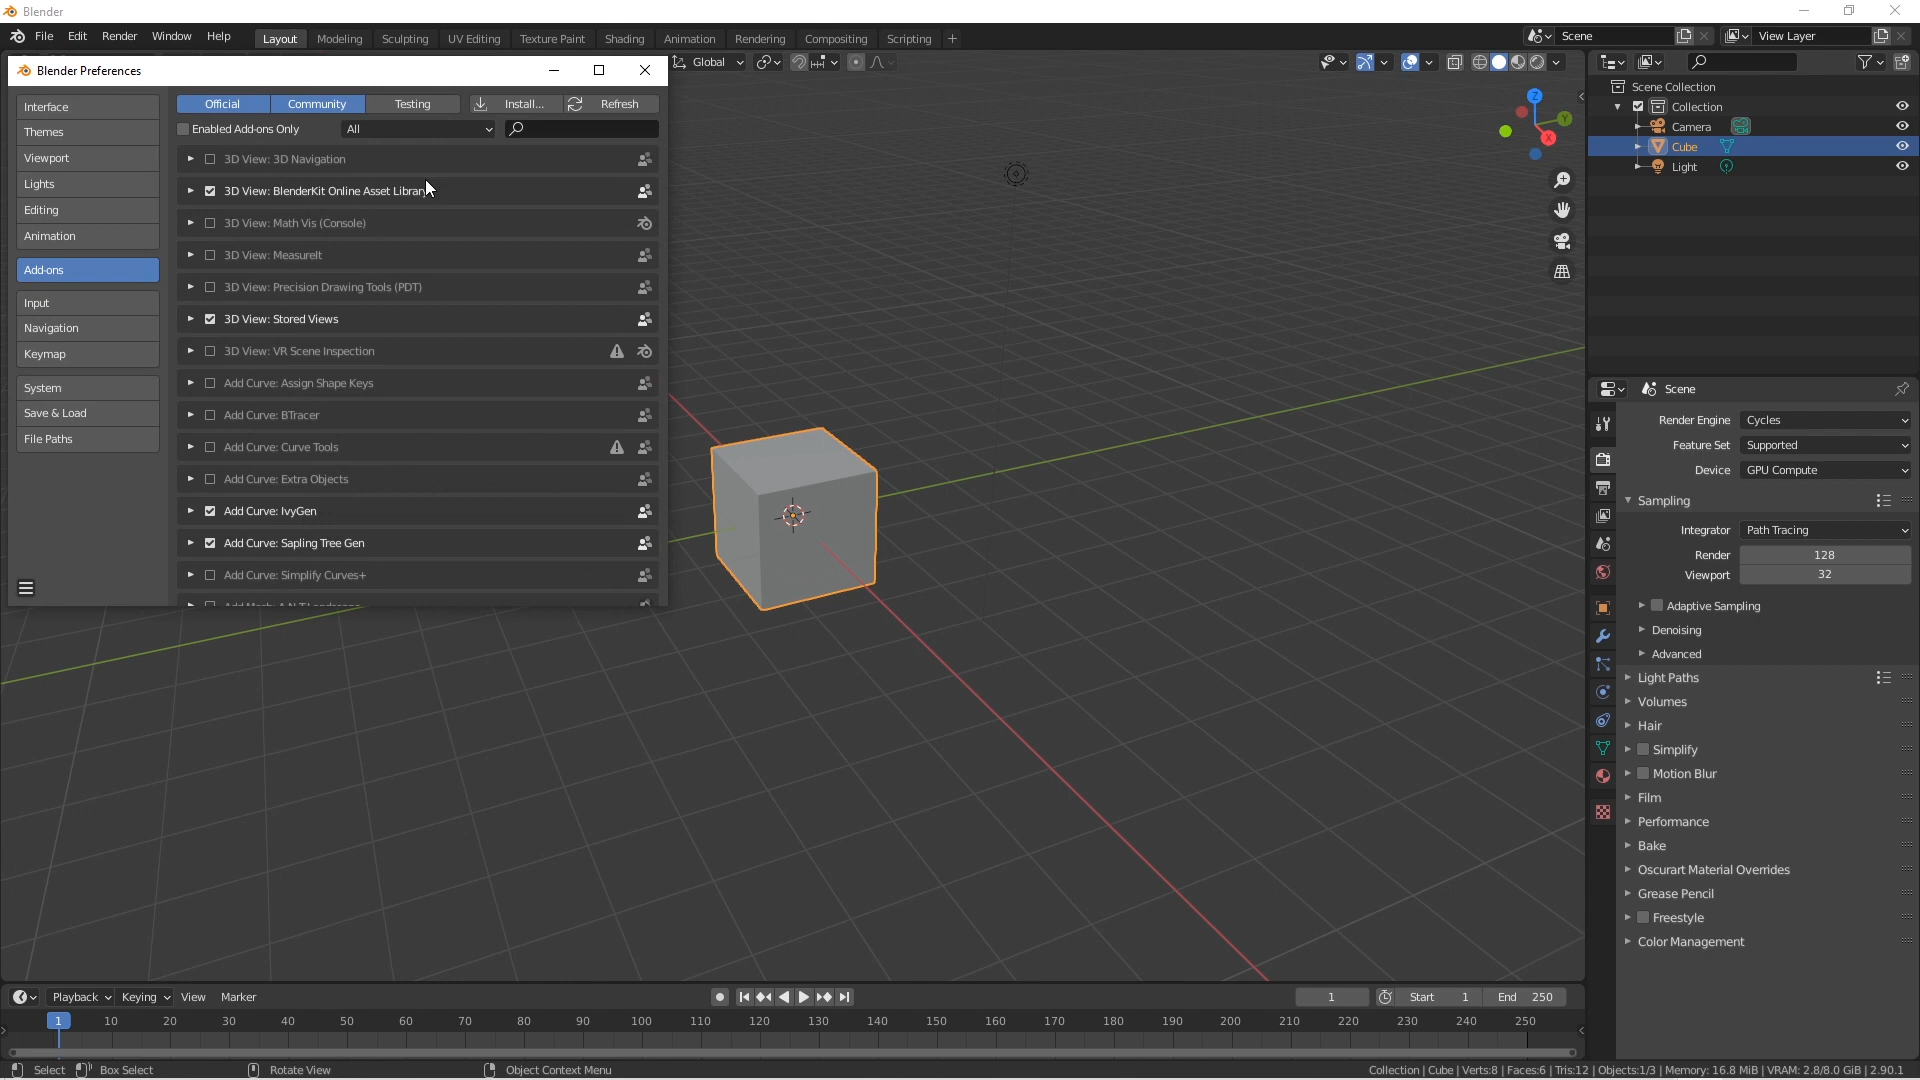 Blender
File Edit Render Window Help Layout Modeling Sculpting UV Editing Texture Paint Shading Animation Rendering Compositing Scripting + Scene View Layer
Blender Preferences
Global
Interface
Themes
Viewport
Lights
Editing
Animation
Add-ons
Input
Navigation
Keymap
System
Save & Load
File Paths
Official Community Testing Install... Refresh
Enabled Add-ons Only All
3D View: 3D Navigation
3D View: BlenderKit Online Asset Library
3D View: Math Vis (Console)
3D View: MeasureIt
3D View: Precision Drawing Tools (PDT)
3D View: Stored Views
3D View: VR Scene Inspection
Add Curve: Assign Shape Keys
Add Curve: BTracer
Add Curve: Curve Tools
Add Curve: Extra Objects
Add Curve: IvyGen
Add Curve: Sapling Tree Gen
Add Curve: Simplify Curves+
Add Mesh: A.N.T.Landscape
Z
Y
X
Scene Collection
Collection
Camera
Cube
Light
Scene
Render Engine Cycles
Feature Set Supported
Device GPU Compute
Sampling
Integrator Path Tracing
Render 128
Viewport 32
Adaptive Sampling
Denoising
Advanced
Light Paths
Volumes
Hair
Simplify
Motion Blur
Film
Performance
Bake
Oscurart Material Overrides
Grease Pencil
Freestyle
Color Management
Playback Keying View Marker 1 Start 1 End 250
1 10 20 30 40 50 60 70 80 90 100 110 120 130 140 150 160 170 180 190 200 210 220 230 240 250
Select Box Select Rotate View Object Context Menu Collection | Cube | Verts:8 | Faces:6 | Tris:12 | Objects:1/3 | Memory: 16.8 MiB | VRAM: 2.8/8.0 GiB | 2.90.1